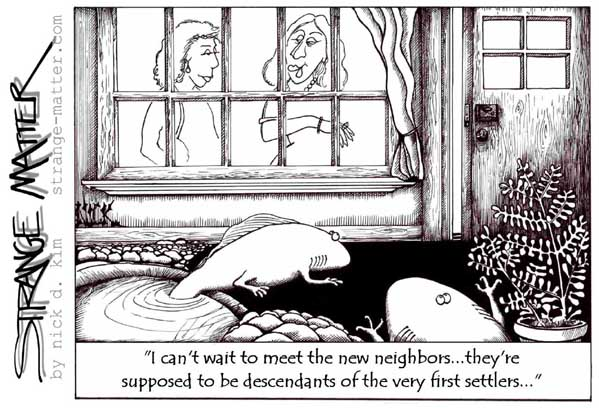 STRANGE MATTER
by nick d. kim strange-matter.com
"I can't wait to meet the new neighbors...they're
supposed to be descendants of the very first settlers..."